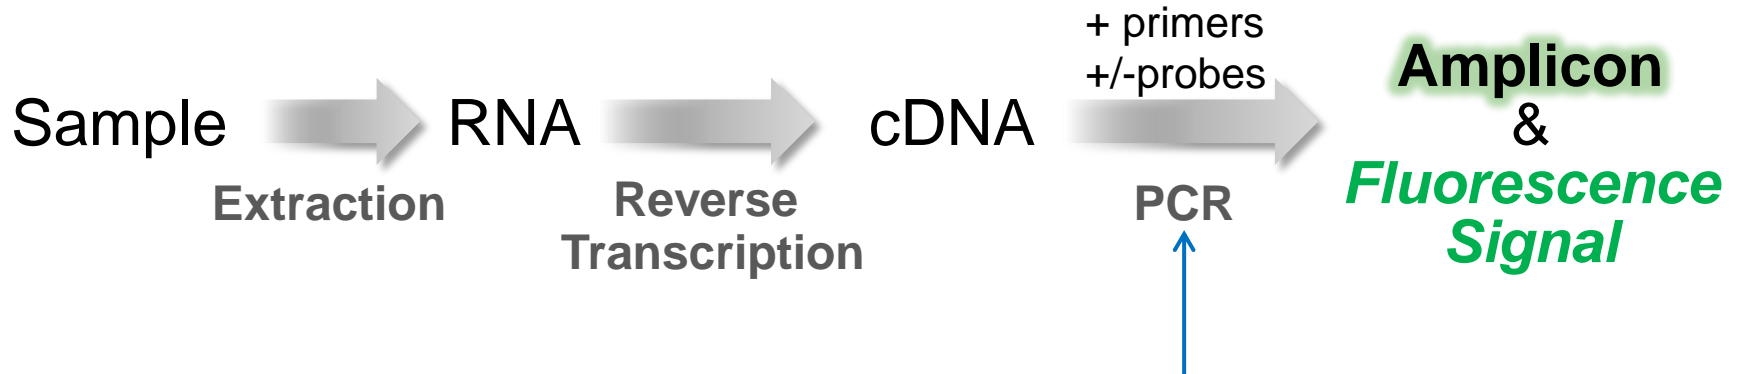 Sample
RNA
cDNA
+ primers
+/-probes
Amplicon
&
Fluorescence
Signal
Extraction
Reverse
Transcription
PCR